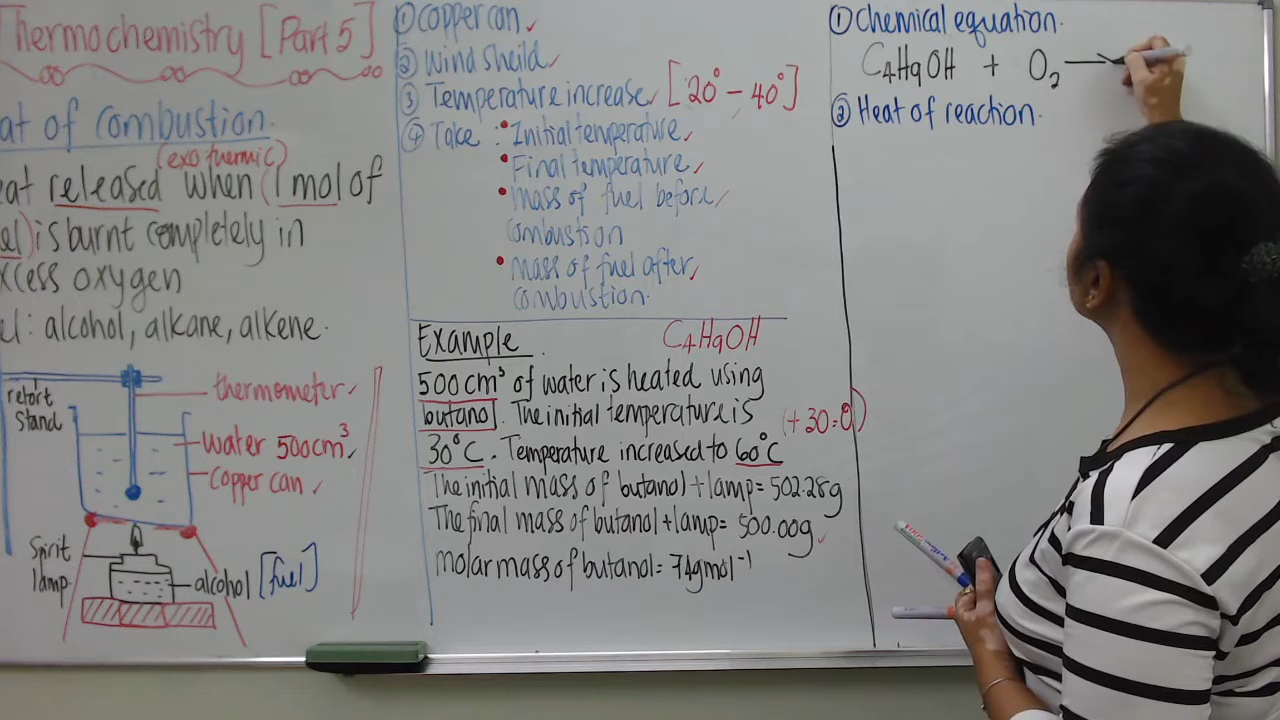 Thermochemistry [Part 5]
at of combustion.
(exothermic)
eat released when (1 mol of
el) is burnt completely in
xcess oxygen
el: alcohol, alkane, alkene.
retort
stand
thermometer
water 500cm³
copper can
Spirit
lamp
alcohol [fuel]
① Copper can
② Wind sheild
③ Temperature increase [20° - 40°]
④ Take : • Initial temperature
• Final temperature
• mass of fuel before
combustion
• Mass of fuel after
combustion.
Example C₄H₉OH
500cm³ of water is heated using
butanol. The initial temperature is
30°C. Temperature increased to 60°C
(+ 30.0)
The initial mass of butanol + lamp = 502.28g
The final mass of butanol + lamp = 500.00g
molar mass of butanol = 74gmol⁻¹
① Chemical equation.
C₄H₉OH + O₂ →
② Heat of reaction.